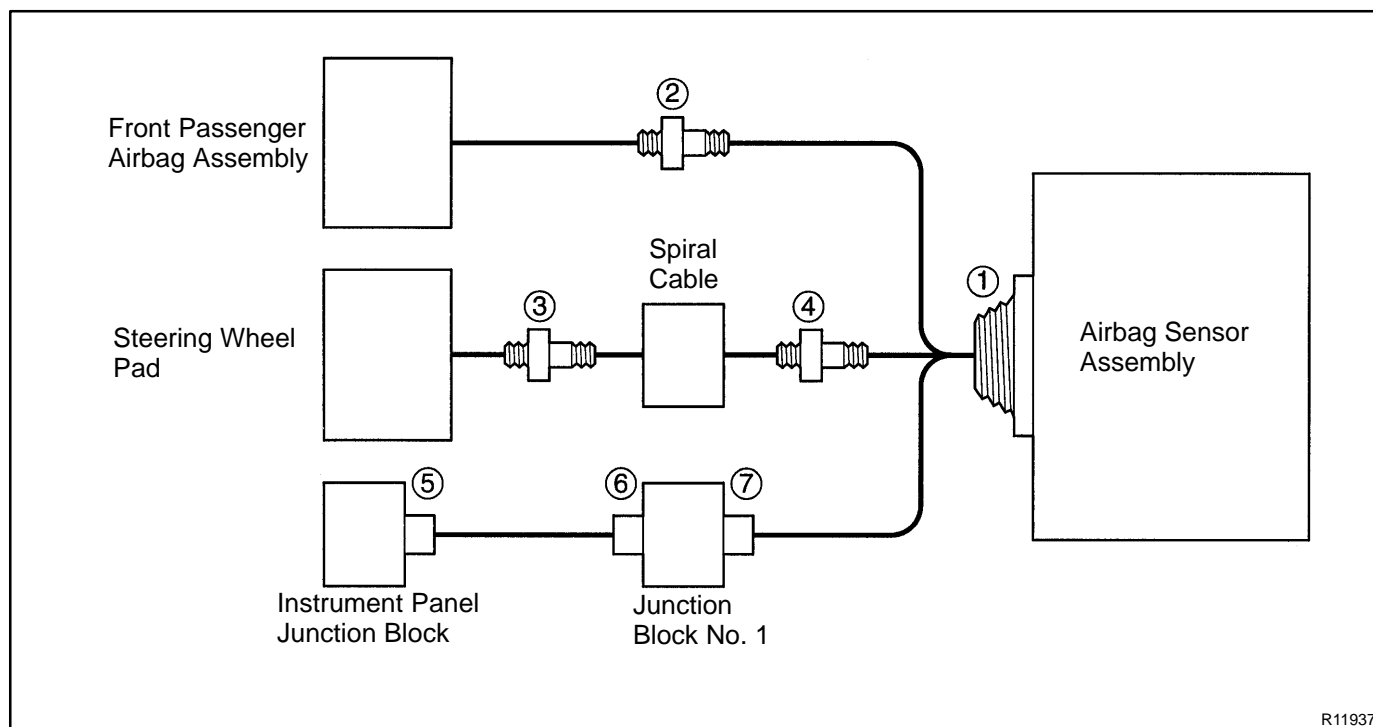 Front Passenger
Airbag Assembly
②
Spiral
Cable
①
Steering Wheel
Pad
③
④
Airbag Sensor
Assembly
⑤
⑥
⑦
Instrument Panel
Junction Block
Junction
Block No. 1
R11937